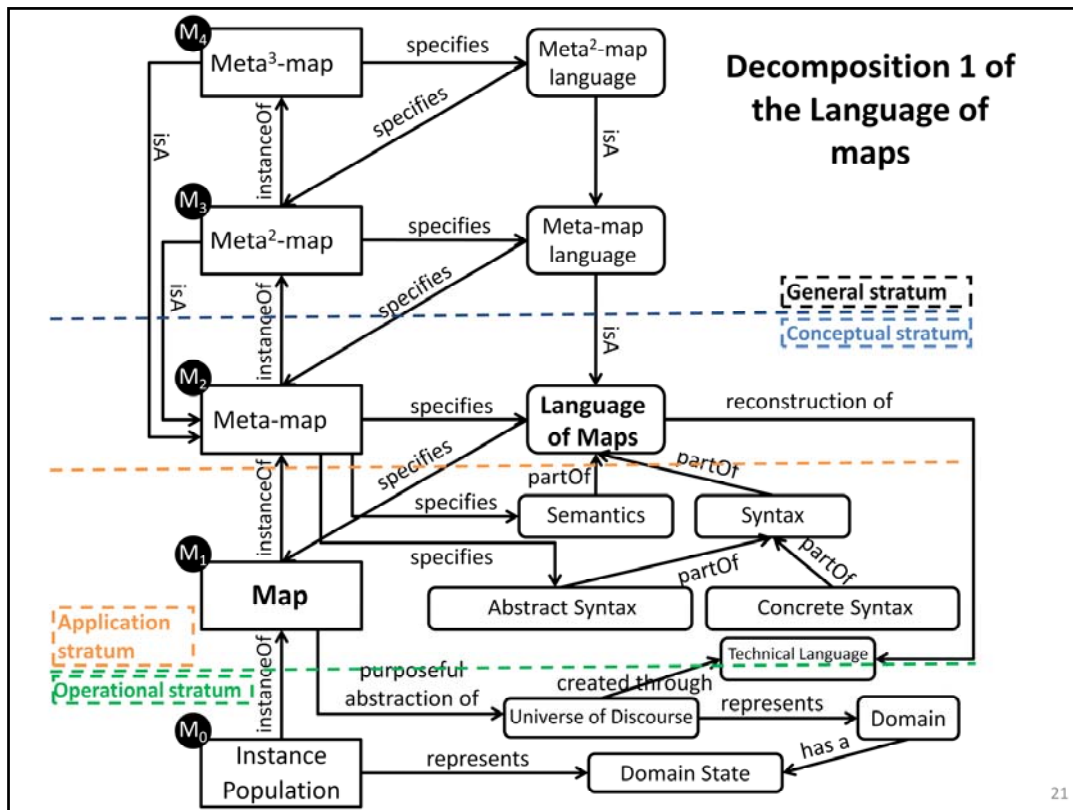 M4
Meta³-map
specifies
Meta²-map
language
Decomposition 1 of
the Language of
maps
isA
instanceOf
specifies
isA
M3
Meta²-map
specifies
Meta-map
language
isA
instanceOf
specifies
isA
General stratum
Conceptual stratum
M2
Meta-map
specifies
Language
of Maps
reconstruction of
instanceOf
specifies
partOf
partOf
specifies
Semantics
Syntax
M1
Map
specifies
partOf
partOf
Abstract Syntax
Concrete Syntax
Application
stratum
Technical Language
Operational stratum
instanceOf
purposeful
abstraction of
created through
Universe of Discourse
represents
Domain
M0
Instance
Population
represents
has a
Domain State
21